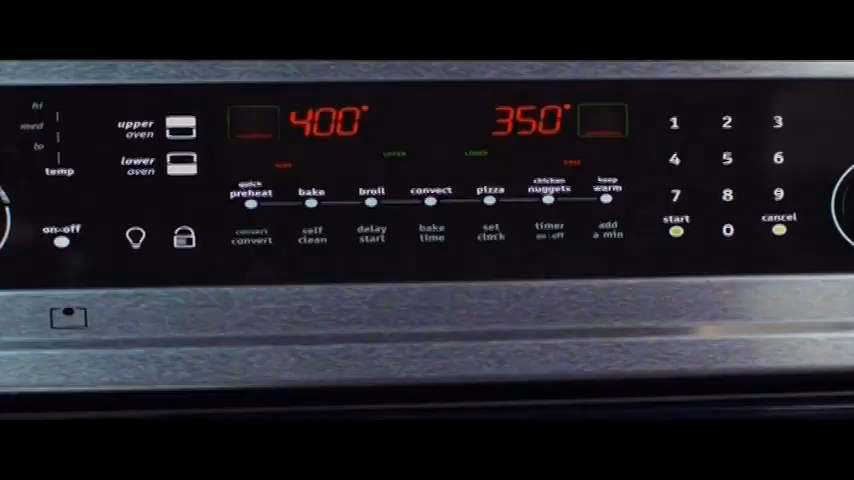 hi
med
lo
temp
on-off
upper
oven
lower
oven
400°
350°
LOWER
quick
preheat
bake
broil
convect
pizza
chicken
nuggets
keep
warm
convect
convert
self
clean
delay
start
bake
time
set
clock
timer
on-off
add
a min
1 2 3
4 5 6
7 8 9
start
0
cancel